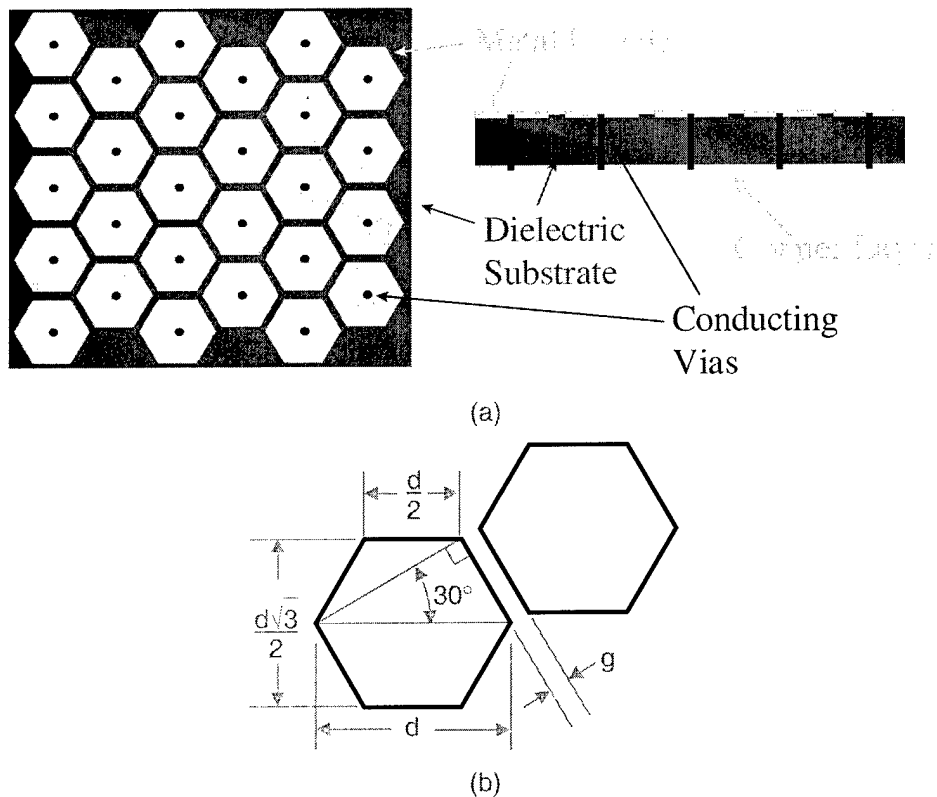 Dielectric
Substrate
Conducting
Vias
(a)
d
2
30°
d√3
2
g
d
(b)